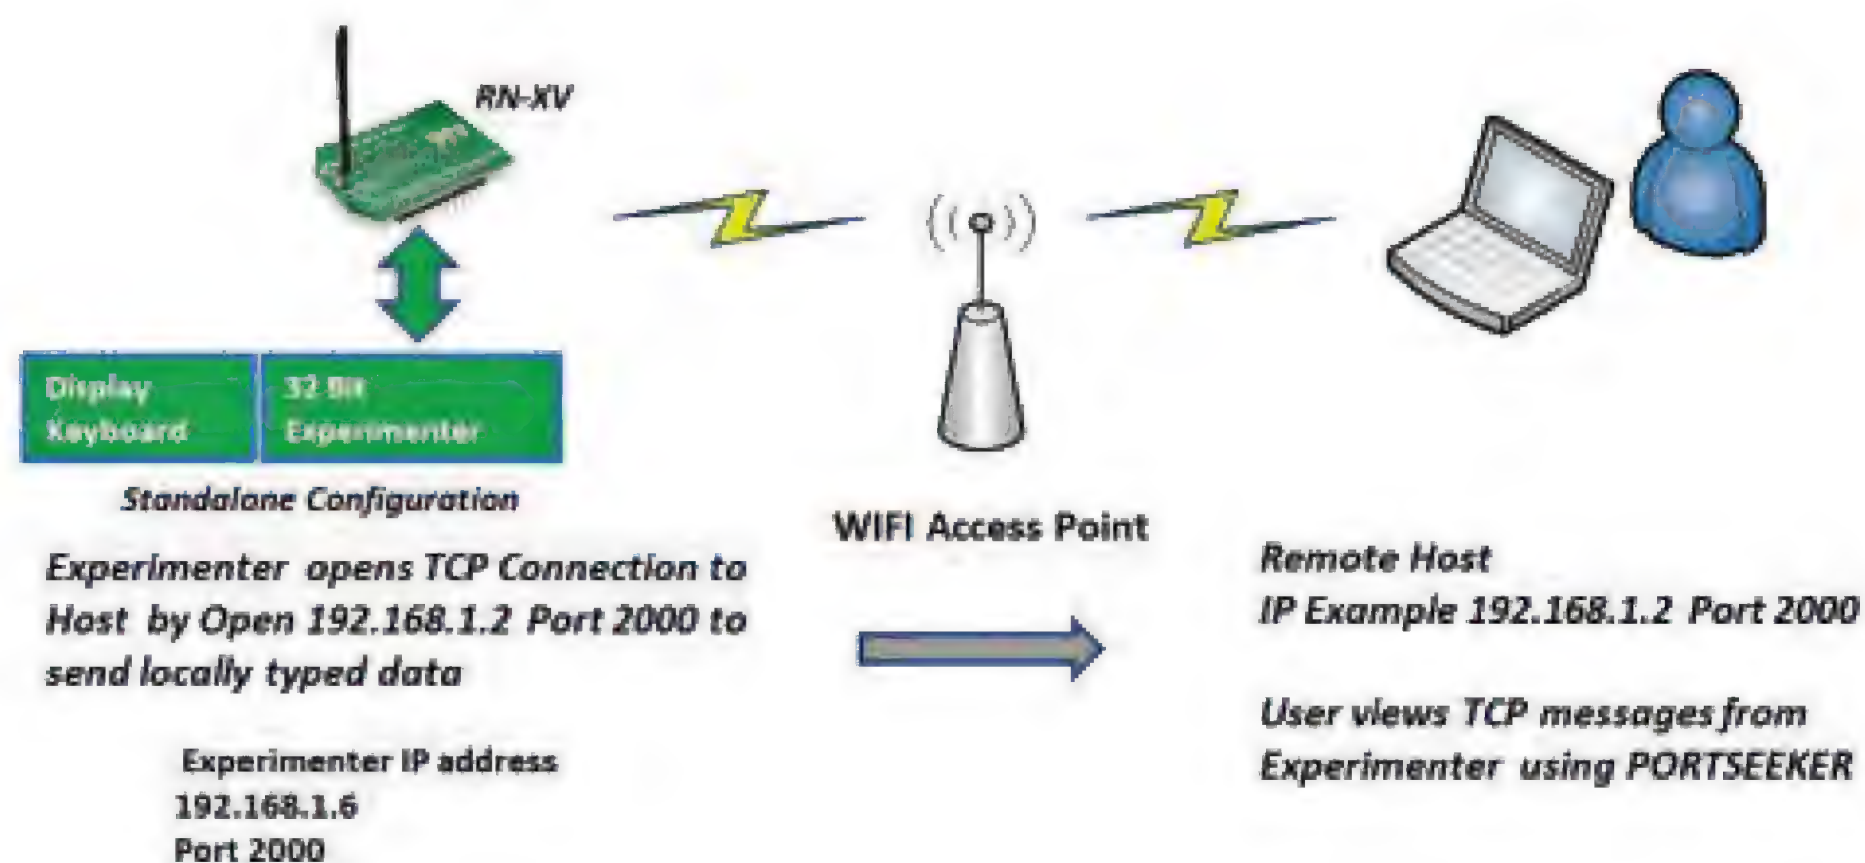 RN-XV
Display
Keyboard
32 Bit
Experimenter
Standalone Configuration
Experimenter opens TCP Connection to
Host by Open 192.168.1.2 Port 2000 to
send locally typed data
Experimenter IP address
192.168.1.6
Port 2000
WIFI Access Point
Remote Host
IP Example 192.168.1.2 Port 2000
User views TCP messages from
Experimenter using PORTSEEKER